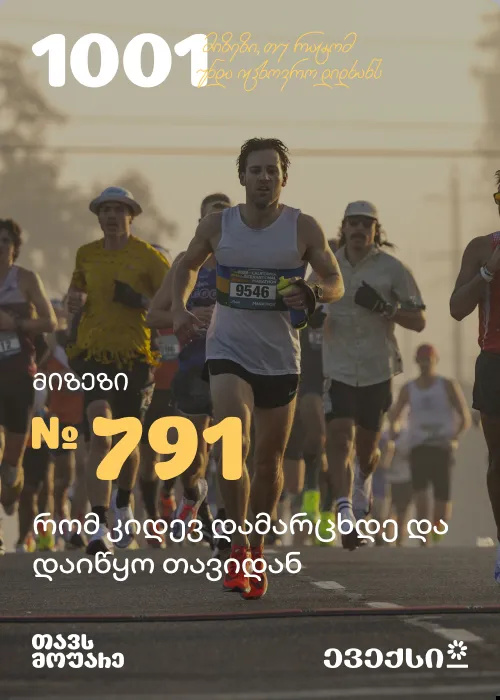 1001
მიზეზი, თუ რატომ
უნდა იცხოვრო დიდხანს
9546
მიზეზი
№ 791
რომ კიდევ დამარცხდე და
დაიწყო თავიდან
თავს
მოუარე
ევექსი